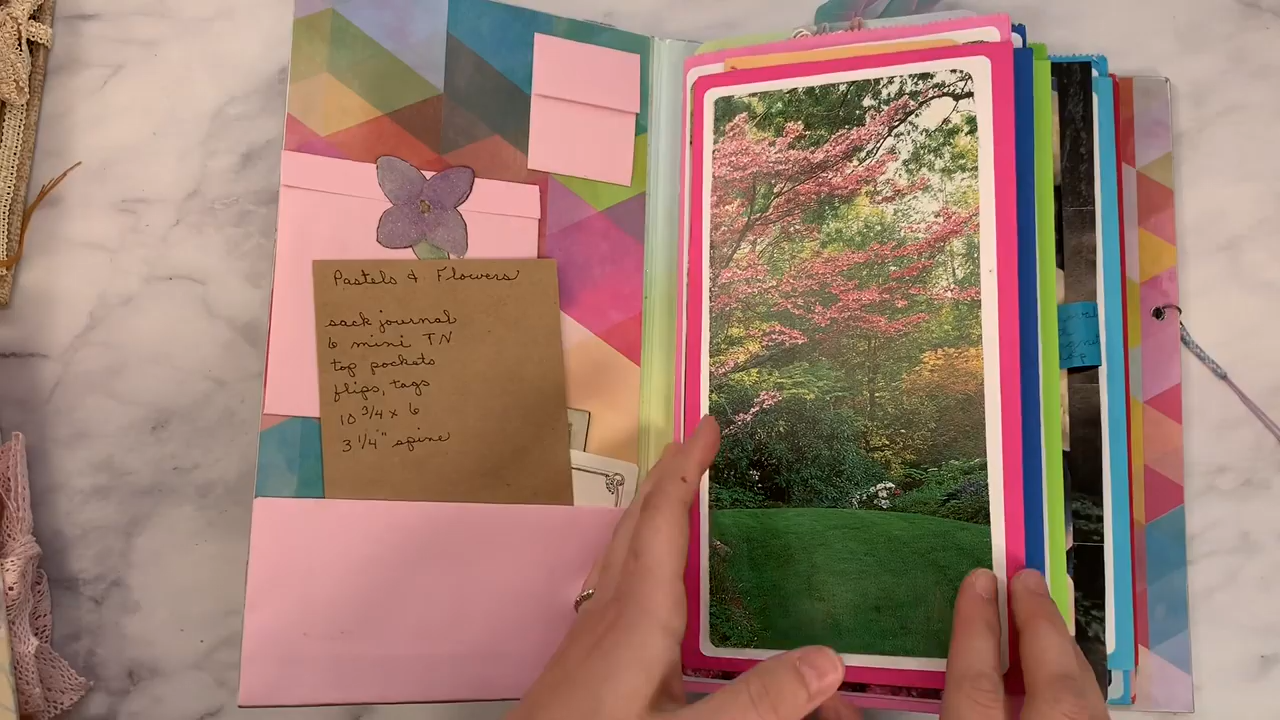 Pastels & Flowers
sack journal
6 mini TN
top pockets
flips, tags
10 3/4 x 6
3 1/4" spine